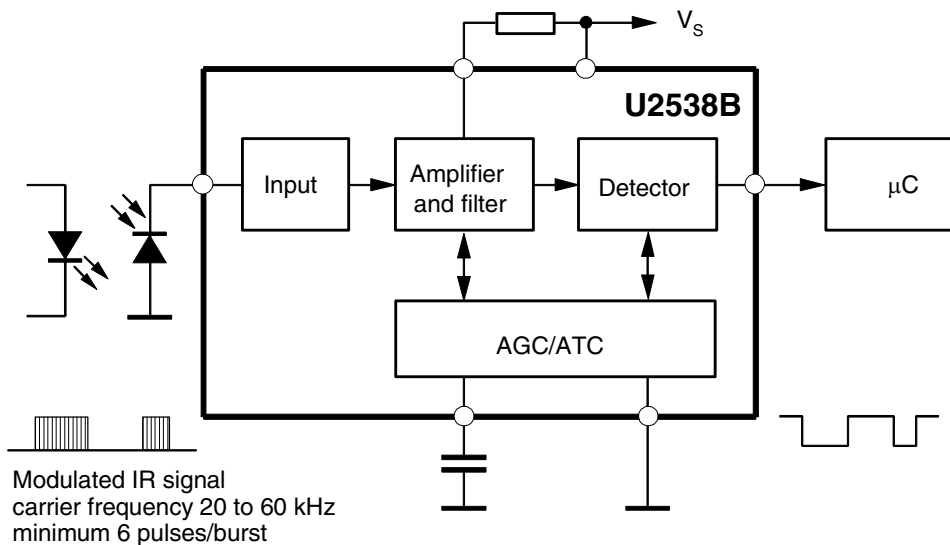 V_S
U2538B
Input
Amplifier
and filter
Detector
μC
AGC/ATC
Modulated IR signal
carrier frequency 20 to 60 kHz
minimum 6 pulses/burst